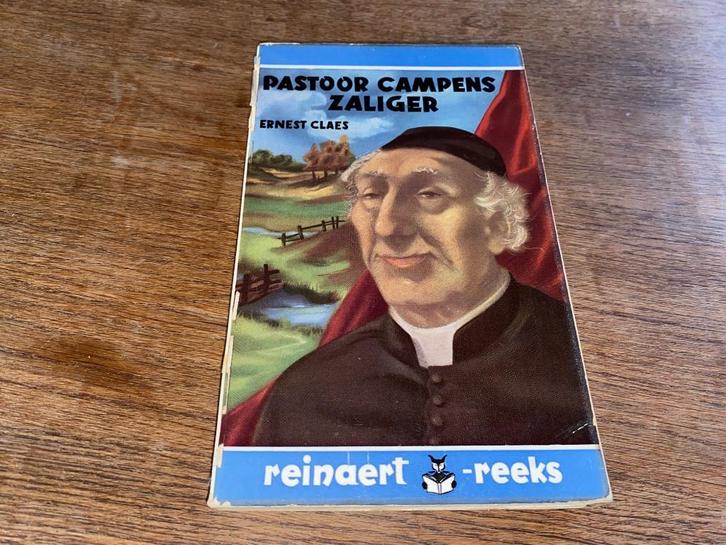 PASTOOR CAMPENS
ZALIGER
ERNEST CLAES
reinaert -reeks